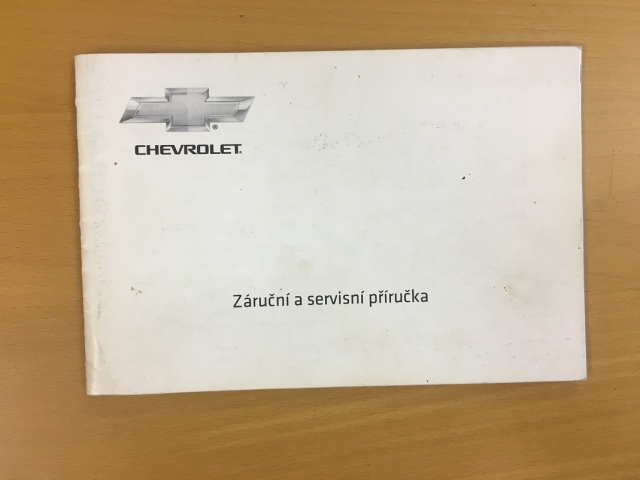 ®
CHEVROLET
Záruční a servisní příručka